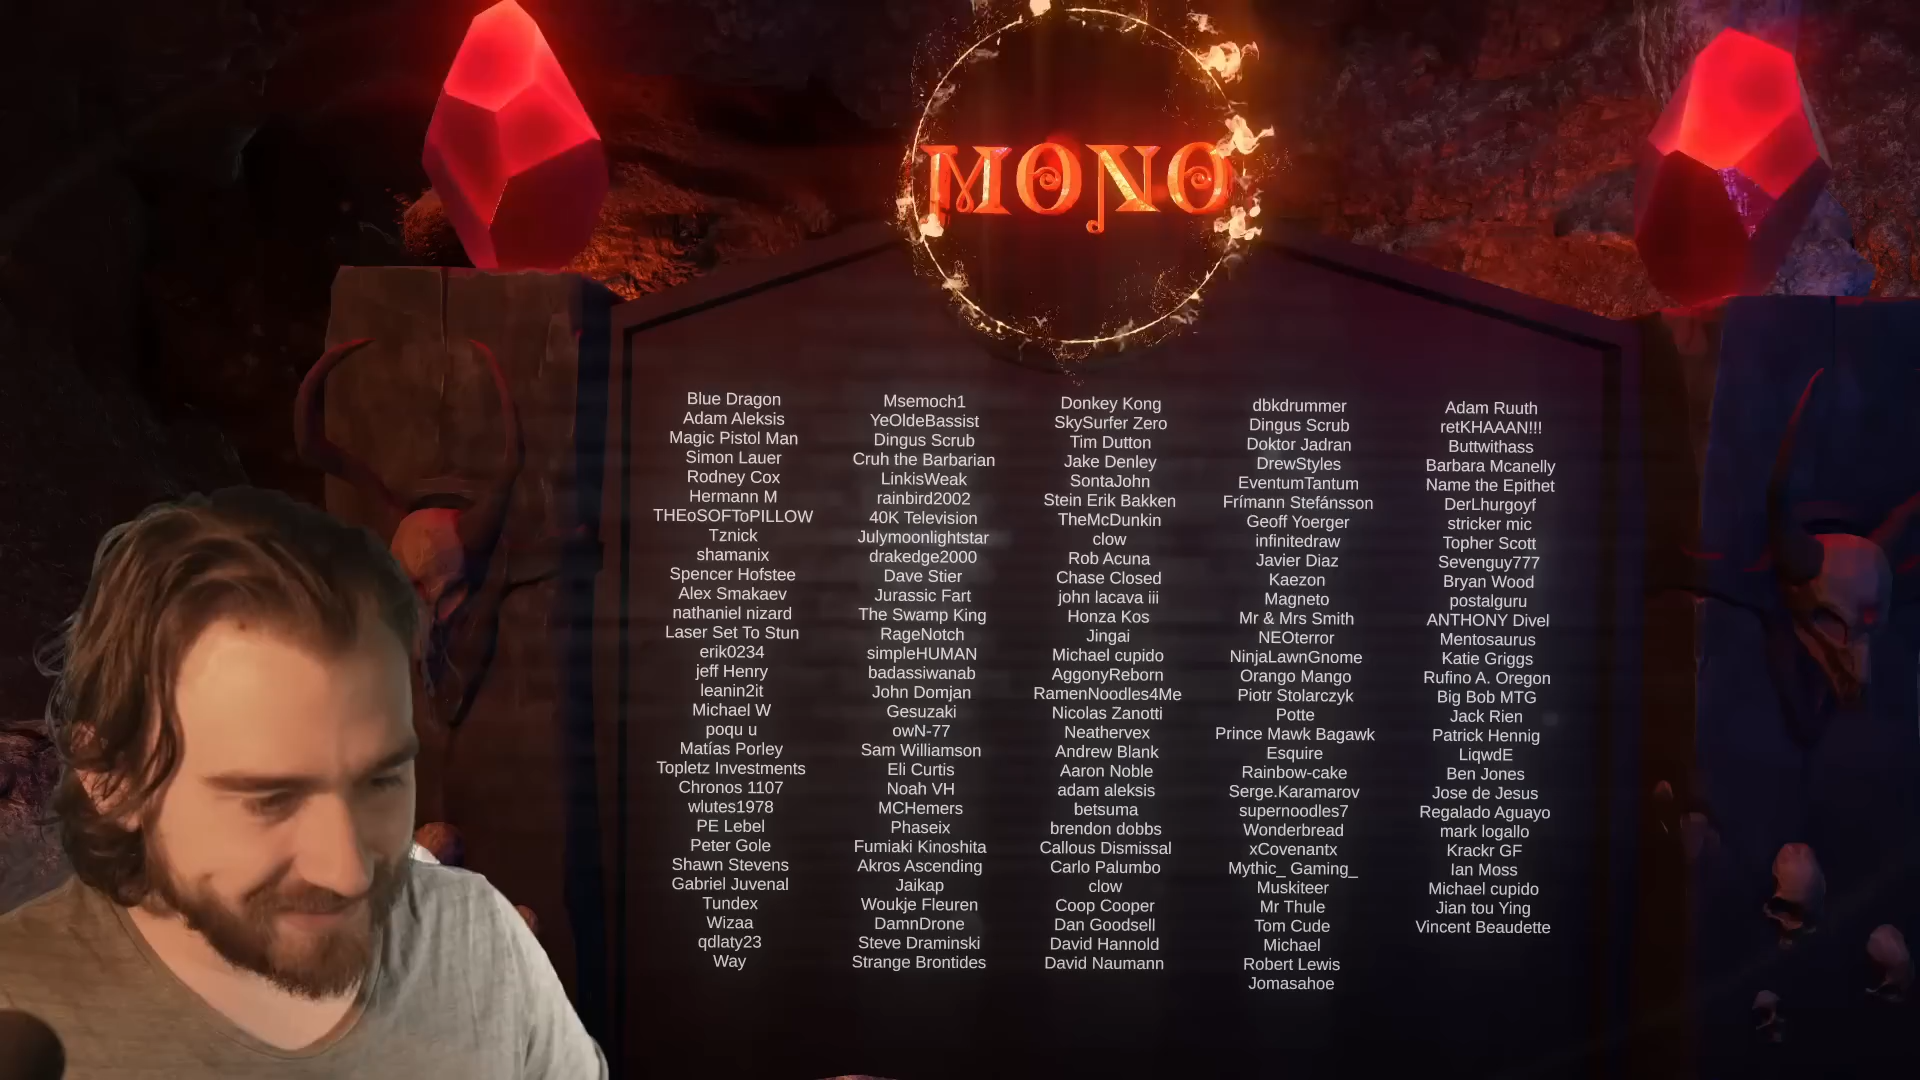 MONO
Blue Dragon
Adam Aleksis
Magic Pistol Man
Simon Lauer
Rodney Cox
Hermann M
THEoSOFToPILLOW
Tznick
shamanix
Spencer Hofstee
Alex Smakaev
nathaniel nizard
Laser Set To Stun
erik0234
jeff Henry
leanin2it
Michael W
poqu u
Matías Porley
Topletz Investments
Chronos 1107
wlutes1978
PE Lebel
Peter Gole
Shawn Stevens
Gabriel Juvenal
Tundex
Wizaa
qdlaty23
Way
Msemoch1
YeOldeBassist
Dingus Scrub
Cruh the Barbarian
LinkisWeak
rainbird2002
40K Television
Julymoonlightstar
drakedge2000
Dave Stier
Jurassic Fart
The Swamp King
RageNotch
simpleHUMAN
badassiwanab
John Domjan
Gesuzaki
owN-77
Sam Williamson
Eli Curtis
Noah VH
MCHemers
Phaseix
Fumiaki Kinoshita
Akros Ascending
Jaikap
Woukje Fleuren
DamnDrone
Steve Draminski
Strange Brontides
Donkey Kong
SkySurfer Zero
Tim Dutton
Jake Denley
SontaJohn
Stein Erik Bakken
TheMcDunkin
clow
Rob Acuna
Chase Closed
john lacava iii
Honza Kos
Jingai
Michael cupido
AggonyReborn
RamenNoodles4Me
Nicolas Zanotti
Neathervex
Andrew Blank
Aaron Noble
adam aleksis
betsuma
brendon dobbs
Callous Dismissal
Carlo Palumbo
clow
Coop Cooper
Dan Goodsell
David Hannold
David Naumann
dbkdrummer
Dingus Scrub
Doktor Jadran
DrewStyles
EventumTantum
Frímann Stefánsson
Geoff Yoerger
infinitedraw
Javier Diaz
Kaezon
Magneto
Mr & Mrs Smith
NEOterror
NinjaLawnGnome
Orango Mango
Piotr Stolarczyk
Potte
Prince Mawk Bagawk
Esquire
Rainbow-cake
Serge.Karamarov
supernoodles7
Wonderbread
xCovenantx
Mythic_ Gaming_
Muskiteer
Mr Thule
Tom Cude
Michael
Robert Lewis
Jomasahoe
Adam Ruuth
retKHAAAN!!!
Buttwithass
Barbara Mcanelly
Name the Epithet
DerLhurgoyf
stricker mic
Topher Scott
Sevenguy777
Bryan Wood
postalguru
ANTHONY Divel
Mentosaurus
Katie Griggs
Rufino A. Oregon
Big Bob MTG
Jack Rien
Patrick Hennig
LiqwdE
Ben Jones
Jose de Jesus
Regalado Aguayo
mark logallo
Krackr GF
Ian Moss
Michael cupido
Jian tou Ying
Vincent Beaudette